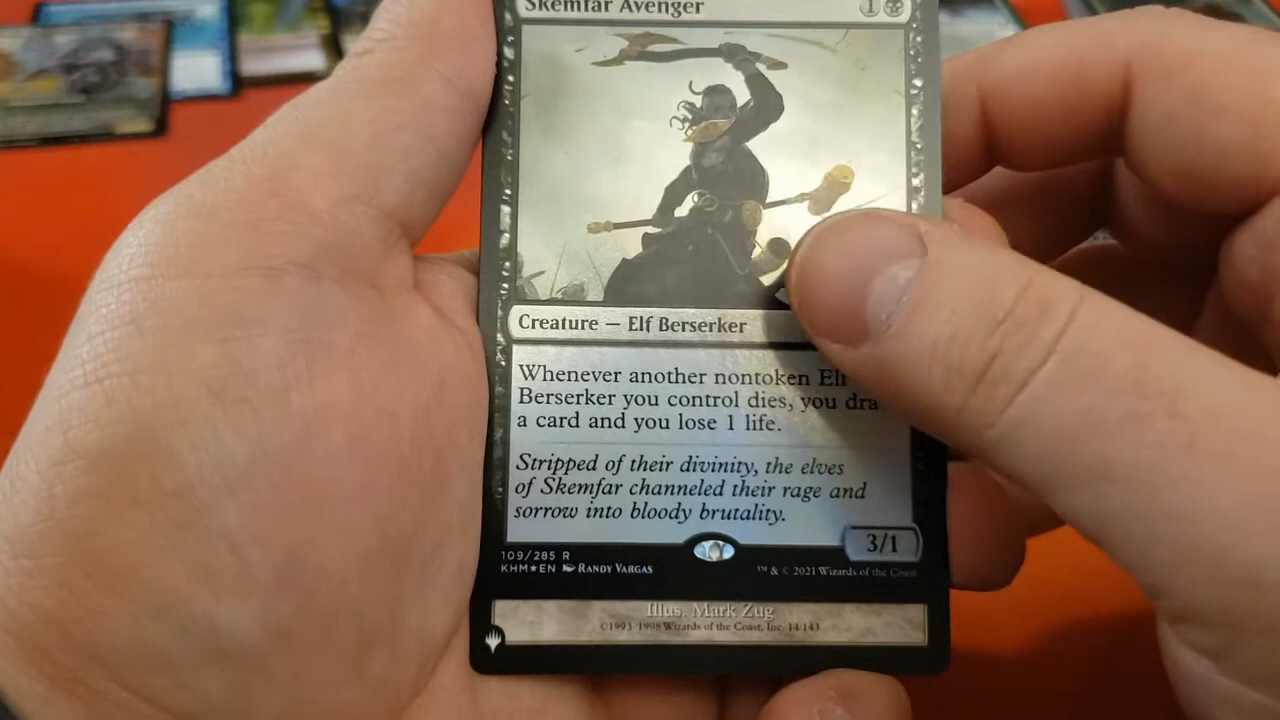 Skemfar Avenger 1
Creature — Elf Berserker
Whenever another nontoken Elf
Berserker you control dies, you dra
a card and you lose 1 life.
Stripped of their divinity, the elves
of Skemfar channeled their rage and
sorrow into bloody brutality.
3/1
109/285 R
KHM★EN RANDY VARGAS
™ & © 2021 Wizards of the Coast
Illus. Mark Zug
©1993-1998 Wizards of the Coast, Inc. 14/143